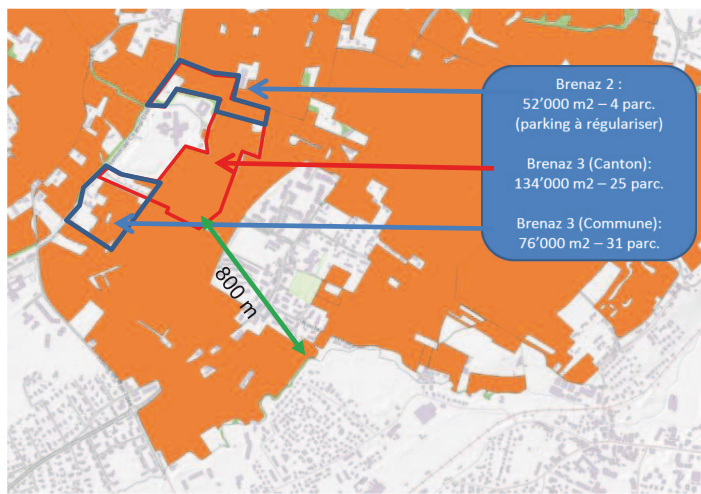 Brenaz 2 :
52’000 m2 – 4 parc.
(parking à régulariser)
Brenaz 3 (Canton):
134’000 m2 – 25 parc.
Brenaz 3 (Commune):
76’000 m2 – 31 parc.
800 m